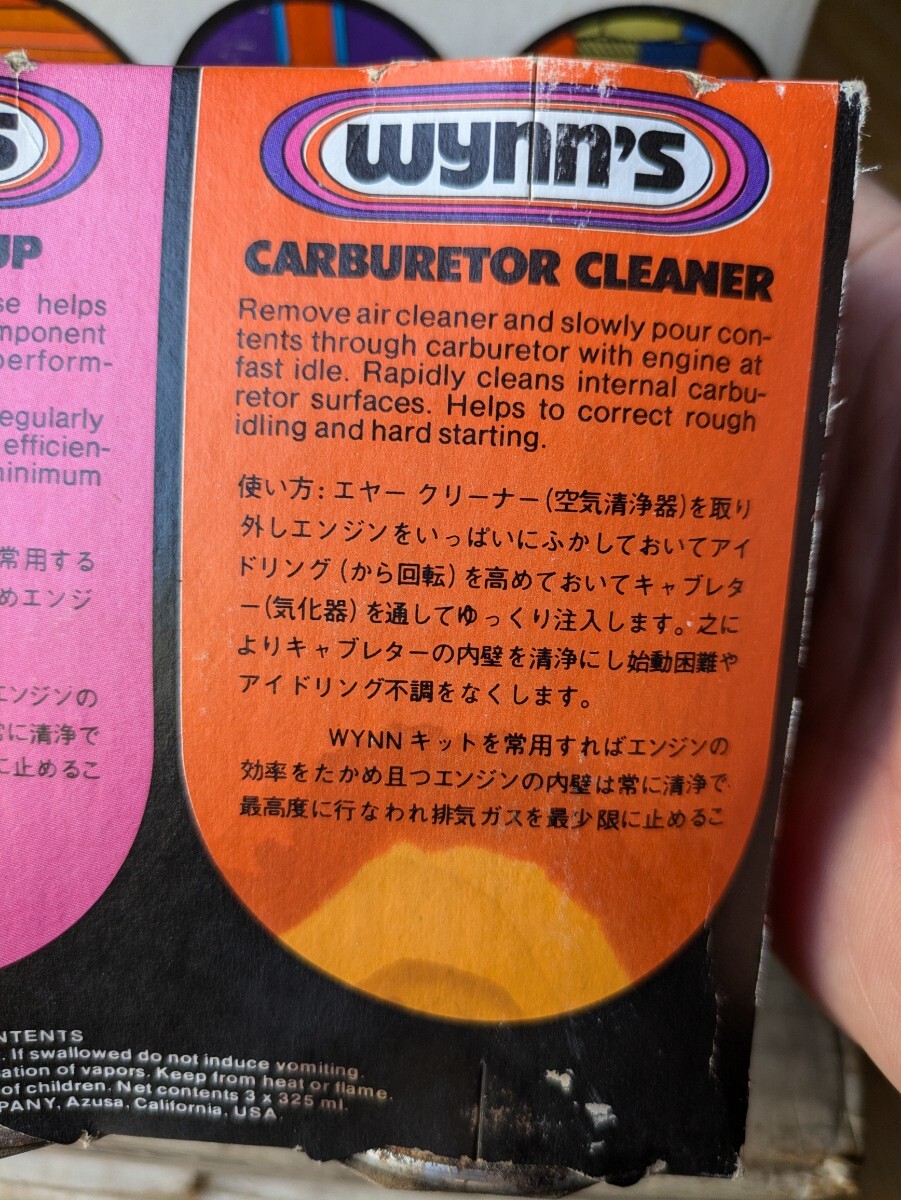 UP
se helps
mponent
perform-
egularly
efficien-
minimum
常用する
めエンジ
エンジンの
常に清浄で
に止めるこ
wynn's
CARBURETOR CLEANER
Remove air cleaner and slowly pour con-
tents through carburetor with engine at
fast idle. Rapidly cleans internal carbu-
retor surfaces. Helps to correct rough
idling and hard starting.
使い方: エヤー クリーナー(空気清浄器)を取り
外しエンジンをいっぱいにふかしておいてアイ
ドリング (から回転) を高めておいてキャブレタ
ー(気化器) を通してゆっくり注入します。之に
よりキャブレターの内壁を清浄にし始動困難や
アイドリング不調をなくします。
WYNN キットを常用すればエンジンの
効率をたかめ且つエンジンの内壁は常に清浄で
最高度に行なわれ排気ガスを最少限に止めるこ
NTENTS
. If swallowed do not induce vomiting.
ation of vapors. Keep from heat or flame.
of children. Net contents 3 x 325 ml.
PANY, Azusa, California, USA